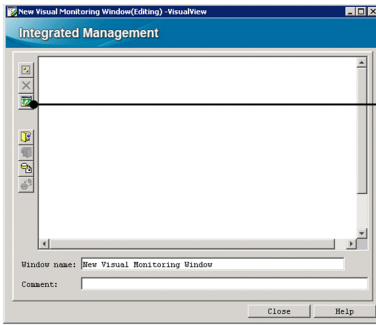 New Visual Monitoring Window(Editing) -VisualView
Integrated Management
Window name: New Visual Monitoring Window
Comment:
Close Help